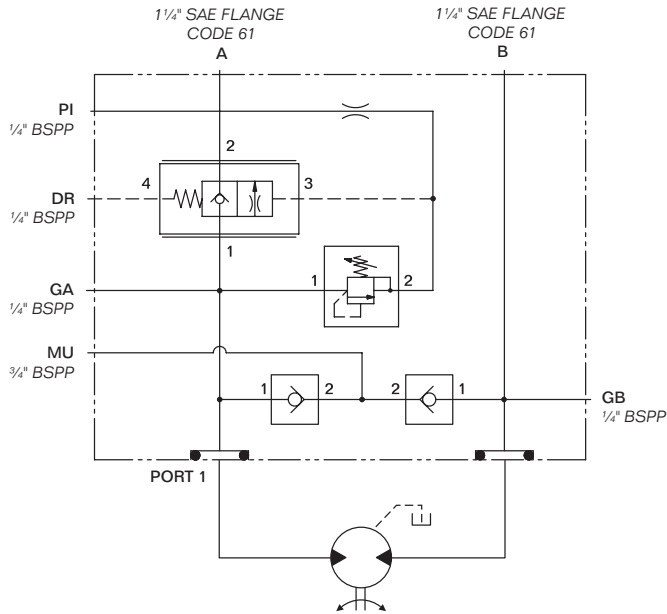 1¼" SAE FLANGE
CODE 61
A
1¼" SAE FLANGE
CODE 61
B
PI
¼" BSPP
2
4
3
DR
¼" BSPP
1
GA
¼" BSPP
1
2
MU
¾" BSPP
1
2
2
1
GB
¼" BSPP
PORT 1